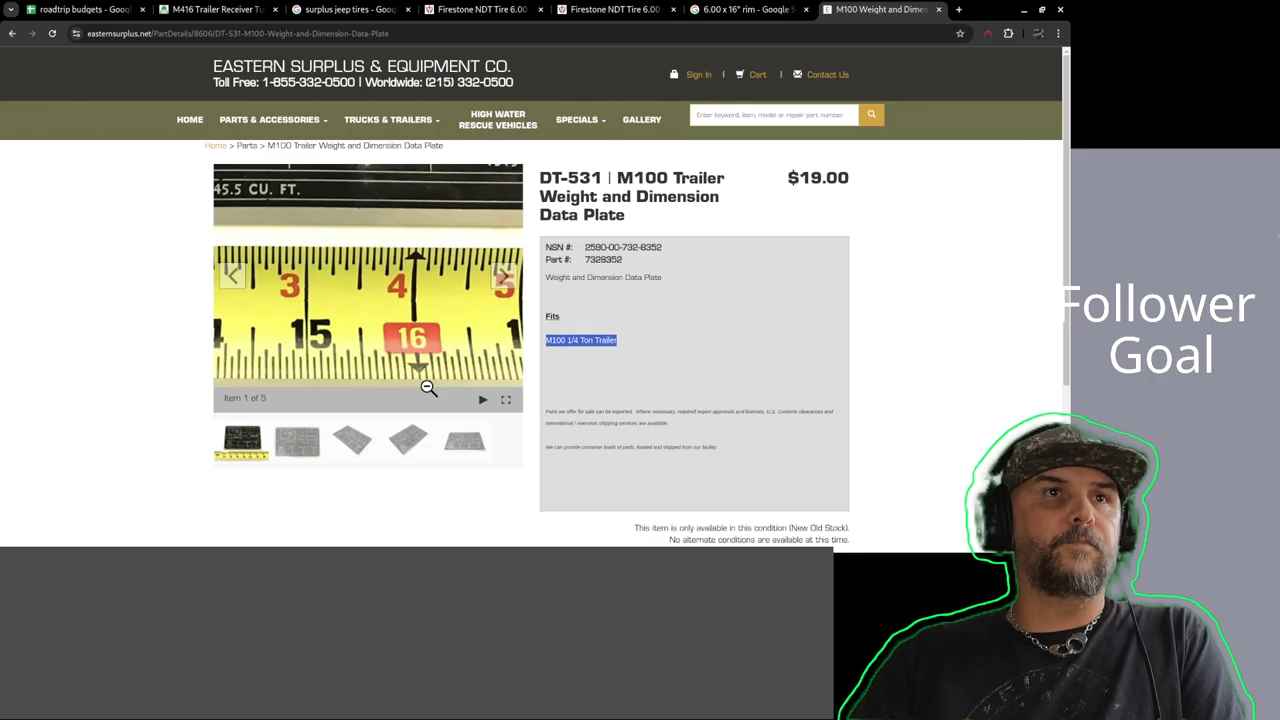 roadtrip budgets - Googl
M416 Trailer Receiver Tu
surplus jeep tires - Goog
Firestone NDT Tire 6.00
Firestone NDT Tire 6.00
6.00 x 16" rim - Google S
M100 Weight and Dimen
easternsurplus.net/PartDetails/8606/DT-531-M100-Weight-and-Dimension-Data-Plate
EASTERN SURPLUS & EQUIPMENT CO.
Toll Free: 1-855-332-0500 | Worldwide: (215) 332-0500
Sign In | Cart | Contact Us
HOME PARTS & ACCESSORIES TRUCKS & TRAILERS HIGH WATER RESCUE VEHICLES SPECIALS GALLERY
Enter keyword, item, model or repair part number
Home > Parts > M100 Trailer Weight and Dimension Data Plate
45.5 CU. FT.
3 4 5
15 16
Item 1 of 5
DT-531 | M100 Trailer
Weight and Dimension
Data Plate
$19.00
NSN #: 2590-00-732-8352
Part #: 7328352
Weight and Dimension Data Plate
Fits
M100 1/4 Ton Trailer
Parts we offer for sale can be exported. Where necessary, required export approvals and licenses, U.S. Customs clearances and
International / overseas shipping services are available.
We can provide container loads of parts, loaded and shipped from our facility.
This item is only available in this condition (New Old Stock).
No alternate conditions are available at this time.
Follower
Goal